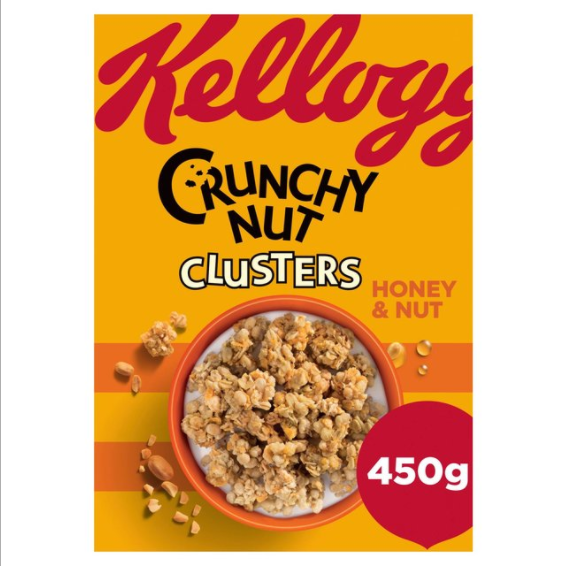 Kellogg
CRUNCHY
NUT
CLUSTERS
HONEY
& NUT
450g